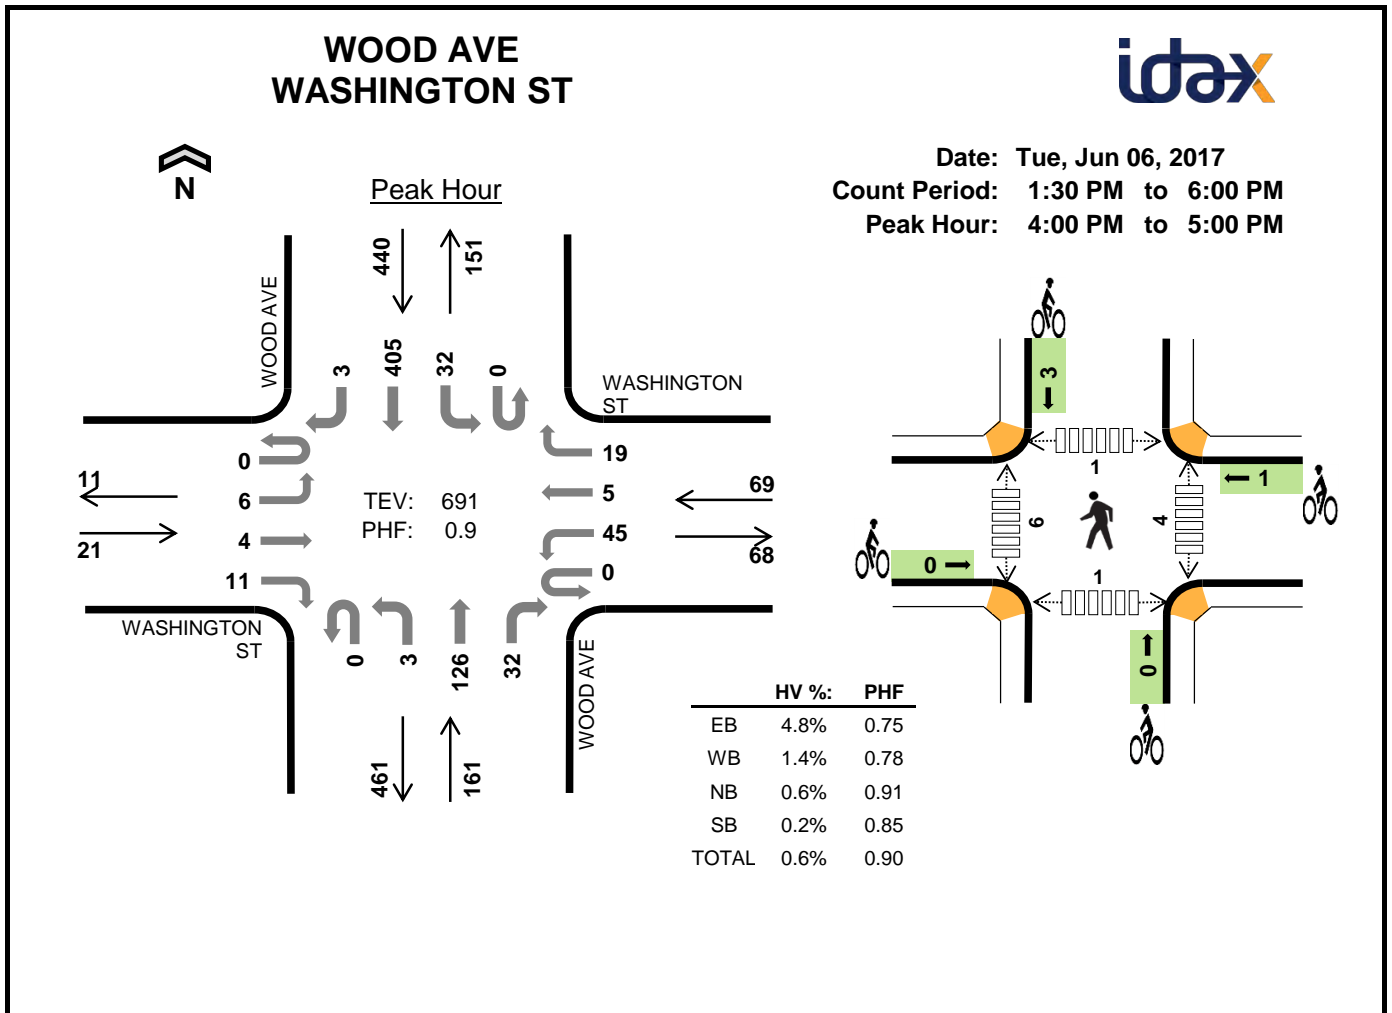 WOOD AVE
WASHINGTON ST
idax
Date: Tue, Jun 06, 2017
Count Period: 1:30 PM to 6:00 PM
Peak Hour: 4:00 PM to 5:00 PM
N
Peak Hour
440
151
WOOD AVE
3
405
32
0
WASHINGTON
ST
0
6
4
11
11
21
TEV: 691
PHF: 0.9
19
5
45
0
69
68
WASHINGTON
ST
0
3
126
32
WOOD AVE
461
161
3
1
1
6
4
0
1
0
HV %: PHF
EB 4.8% 0.75
WB 1.4% 0.78
NB 0.6% 0.91
SB 0.2% 0.85
TOTAL 0.6% 0.90